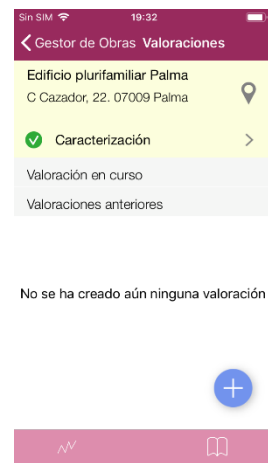 Sin SIM 19:32
Gestor de Obras Valoraciones
Edificio plurifamiliar Palma
C Cazador, 22. 07009 Palma
Caracterización
Valoración en curso
Valoraciones anteriores
No se ha creado aún ninguna valoración